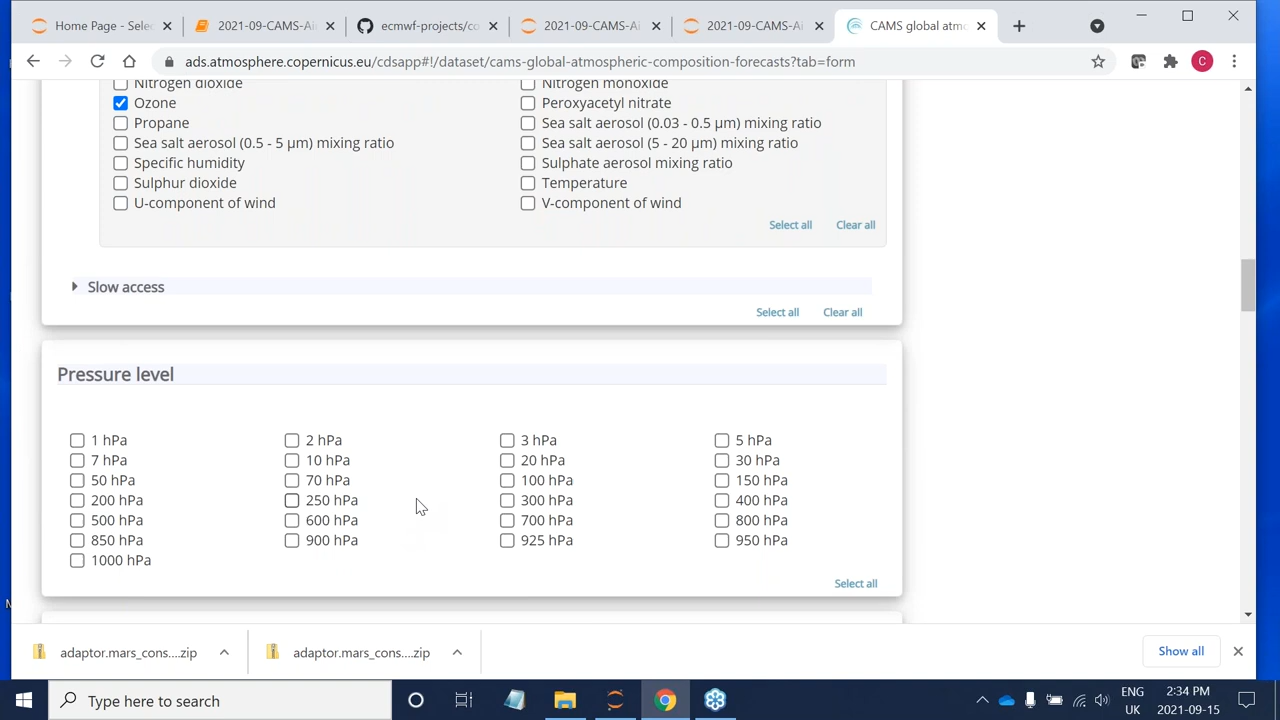 Home Page - Selec
2021-09-CAMS-Ai
ecmwf-projects/co
2021-09-CAMS-Ai
2021-09-CAMS-Ai
CAMS global atmo
ads.atmosphere.copernicus.eu/cdsapp#!/dataset/cams-global-atmospheric-composition-forecasts?tab=form
C
Nitrogen dioxide
Nitrogen monoxide
Ozone
Peroxyacetyl nitrate
Propane
Sea salt aerosol (0.03 - 0.5 µm) mixing ratio
Sea salt aerosol (0.5 - 5 µm) mixing ratio
Sea salt aerosol (5 - 20 µm) mixing ratio
Specific humidity
Sulphate aerosol mixing ratio
Sulphur dioxide
Temperature
U-component of wind
V-component of wind
Select all
Clear all
Slow access
Select all
Clear all
Pressure level
1 hPa
2 hPa
3 hPa
5 hPa
7 hPa
10 hPa
20 hPa
30 hPa
50 hPa
70 hPa
100 hPa
150 hPa
200 hPa
250 hPa
300 hPa
400 hPa
500 hPa
600 hPa
700 hPa
800 hPa
850 hPa
900 hPa
925 hPa
950 hPa
1000 hPa
Select all
adaptor.mars_cons....zip
adaptor.mars_cons....zip
Show all
Type here to search
ENG
UK
2:34 PM
2021-09-15